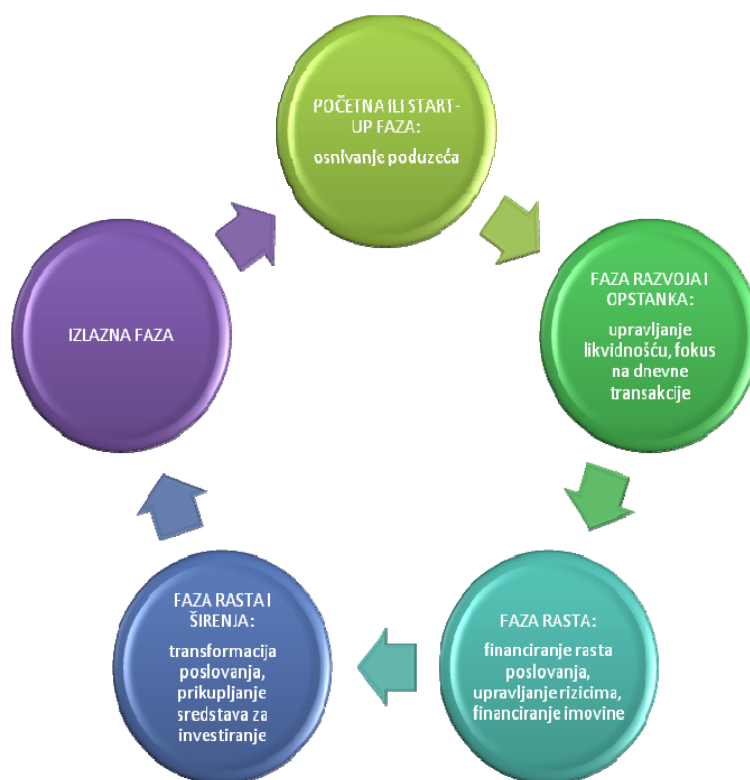 POČETNA ILI START-
UP FAZA:
osnivanje poduzeća
FAZA RAZVOJA I
OPSTANKA:
upravljanje
likvidnošću, fokus
na dnevne
transakcije
FAZA RASTA:
financiranje rasta
poslovanja,
upravljanje rizicima,
financiranje imovine
FAZA RASTA I
ŠIRENJA:
transformacija
poslovanja,
prikupljanje
sredstava za
investiranje
IZLAZNA FAZA